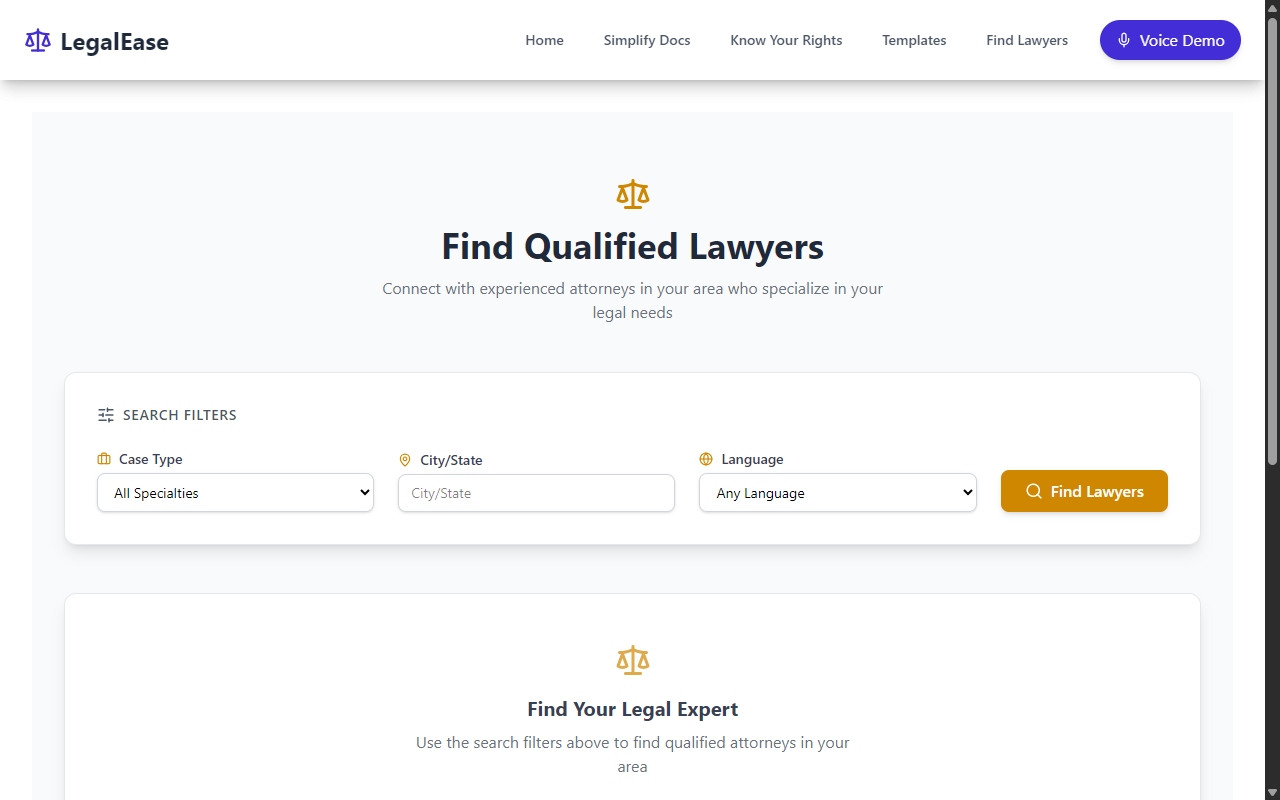 LegalEase
Home
Simplify Docs
Know Your Rights
Templates
Find Lawyers
Voice Demo
Find Qualified Lawyers
Connect with experienced attorneys in your area who specialize in your
legal needs
SEARCH FILTERS
Case Type
City/State
Language
All Specialties
City/State
Any Language
Find Lawyers
Find Your Legal Expert
Use the search filters above to find qualified attorneys in your
area